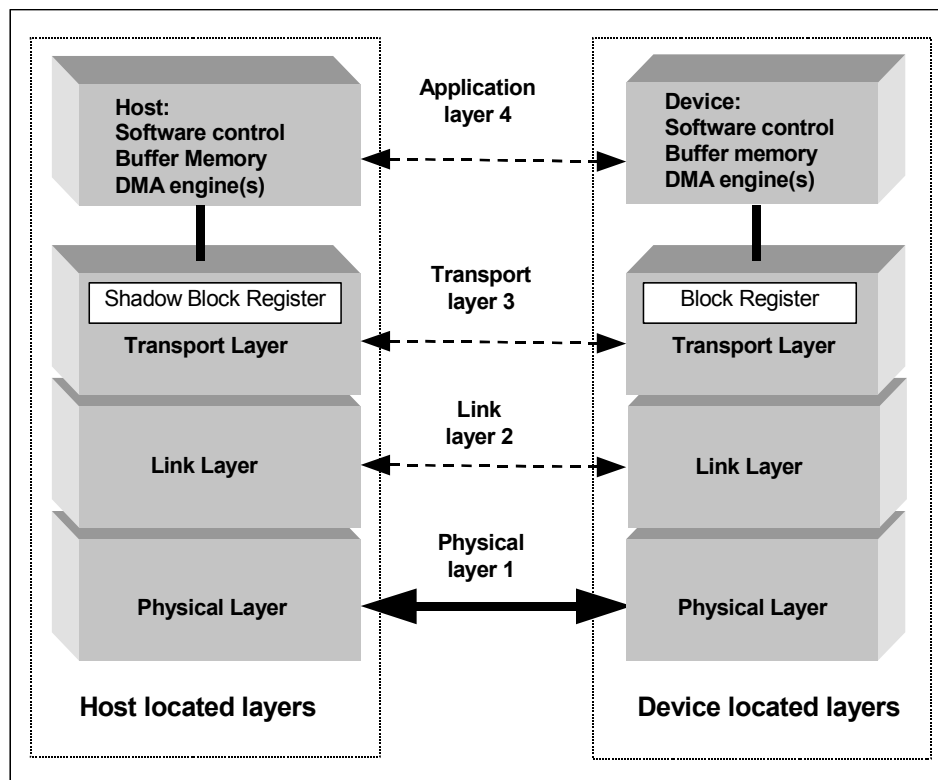 Host:
Software control
Buffer Memory
DMA engine(s)
Application
layer 4
Device:
Software control
Buffer memory
DMA engine(s)
Shadow Block Register
Transport Layer
Transport
layer 3
Block Register
Transport Layer
Link Layer
Link
layer 2
Link Layer
Physical Layer
Physical
layer 1
Physical Layer
Host located layers
Device located layers